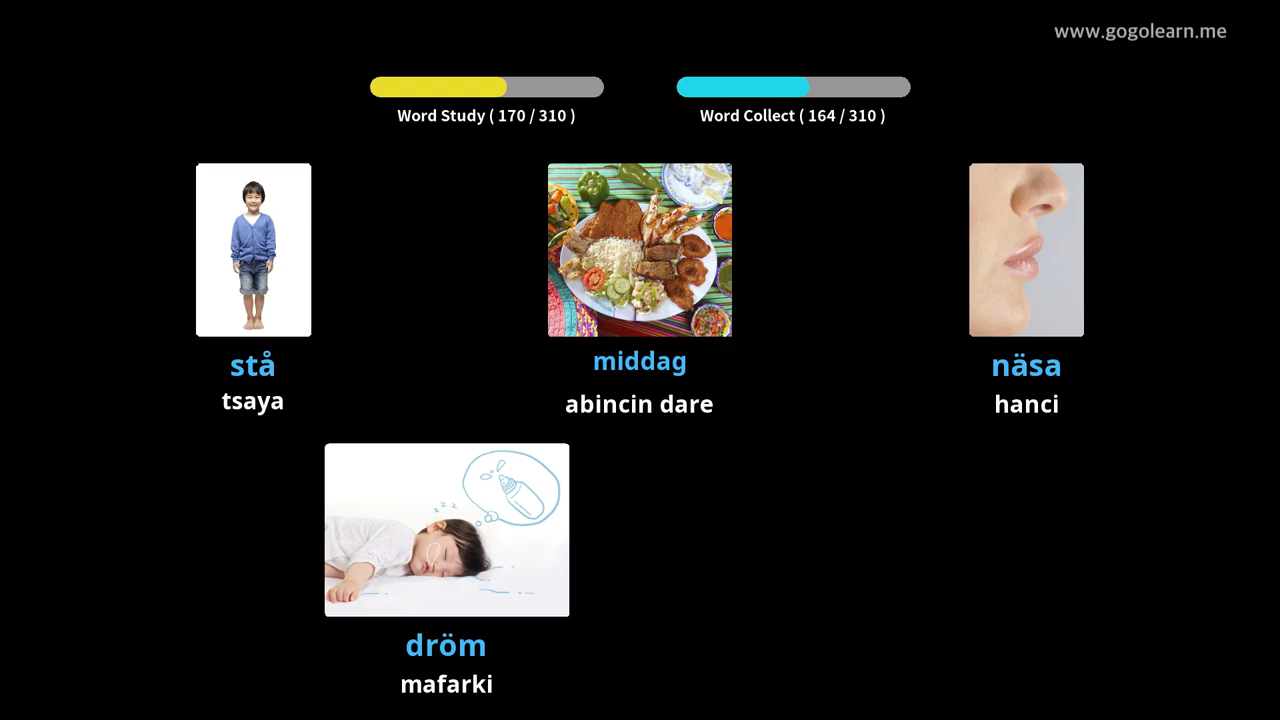 www.gogolearn.me
Word Study ( 170 / 310 )
Word Collect ( 164 / 310 )
stå
tsaya
middag
abincin dare
näsa
hanci
dröm
mafarki